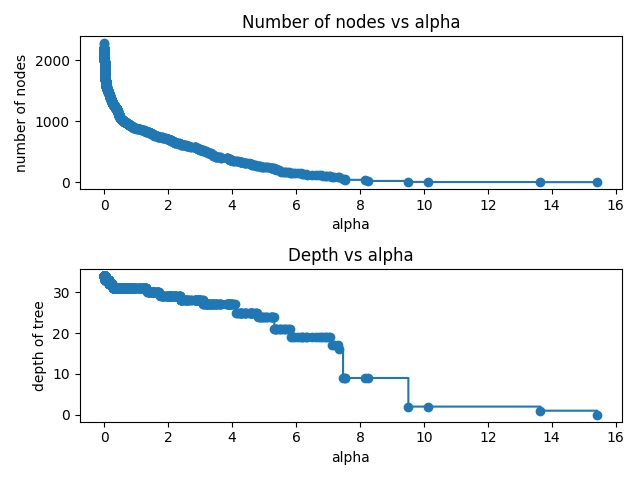 Number of nodes vs alpha
number of nodes
2000
1000
0
0 2 4 6 8 10 12 14 16
alpha
Depth vs alpha
depth of tree
30
20
10
0
0 2 4 6 8 10 12 14 16
alpha